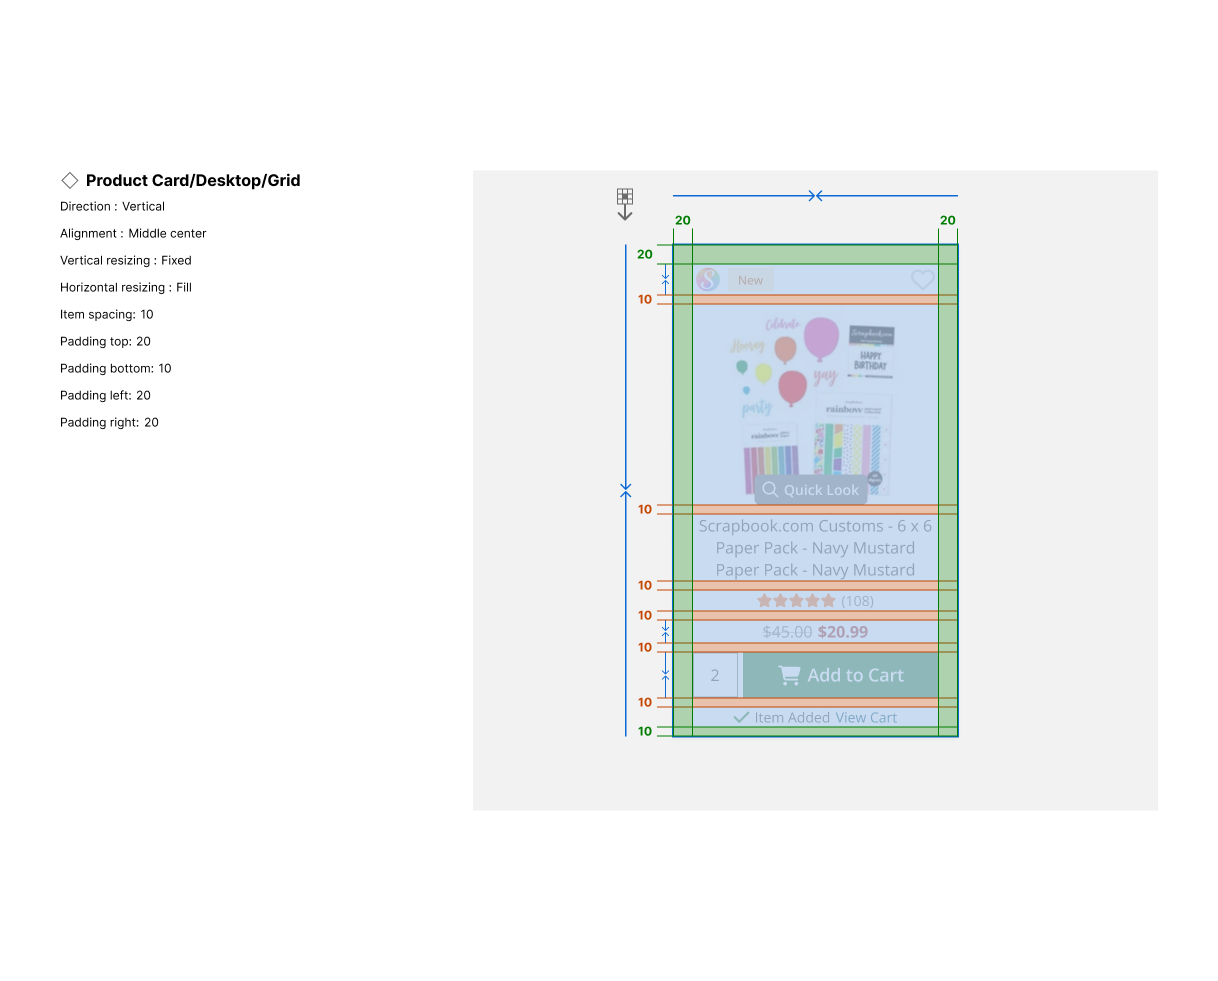 Product Card/Desktop/Grid
Direction : Vertical
Alignment : Middle center
Vertical resizing : Fixed
Horizontal resizing : Fill
Item spacing: 10
Padding top: 20
Padding bottom: 10
Padding left: 20
Padding right: 20
20 20
20
S New
10
Celebrate
Scrapbook.com
Hooray
HAPPY
BIRTHDAY
yay
party
rainbow
rainbow
Quick Look
10
Scrapbook.com Customs - 6 x 6
Paper Pack - Navy Mustard
Paper Pack - Navy Mustard
10
(108)
10
$45.00 $20.99
10
2 Add to Cart
10
Item Added View Cart
10